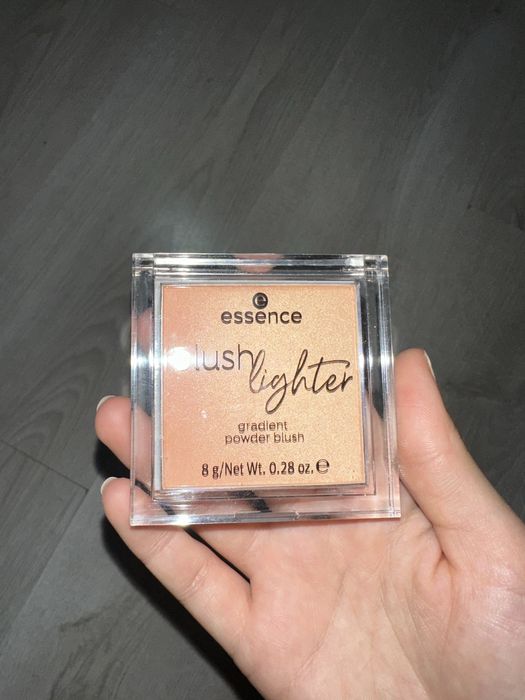 e
essence
blush
lighter
gradient
powder blush
8 g/Net Wt. 0.28 oz. ℮